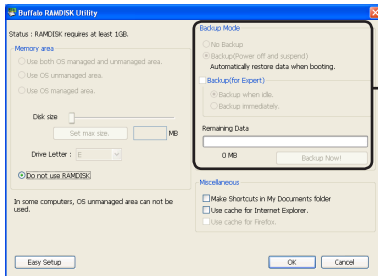 Buffalo RAMDISK Utility
Status : RAMDISK requires at least 1GB.
Memory area
Use both OS managed and unmanaged area.
Use OS unmanaged area.
Use OS managed area.
Disk size
Set max size.
MB
Drive Letter : E
Do not use RAMDISK
In some computers, OS unmanaged area can not be
used.
Easy Setup
Backup Mode
No Backup
Backup(Power off and suspend)
Automatically restore data when booting.
Backup(for Expert)
Backup when idle.
Backup immediately.
Remaining Data
0 MB
Backup Now!
Miscellaneous
Make Shortcuts in My Documents folder
Use cache for Internet Explorer.
Use cache for Firefox.
OK
Cancel